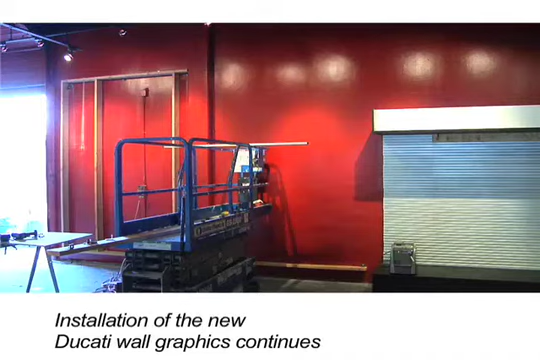 Installation of the new
Ducati wall graphics continues